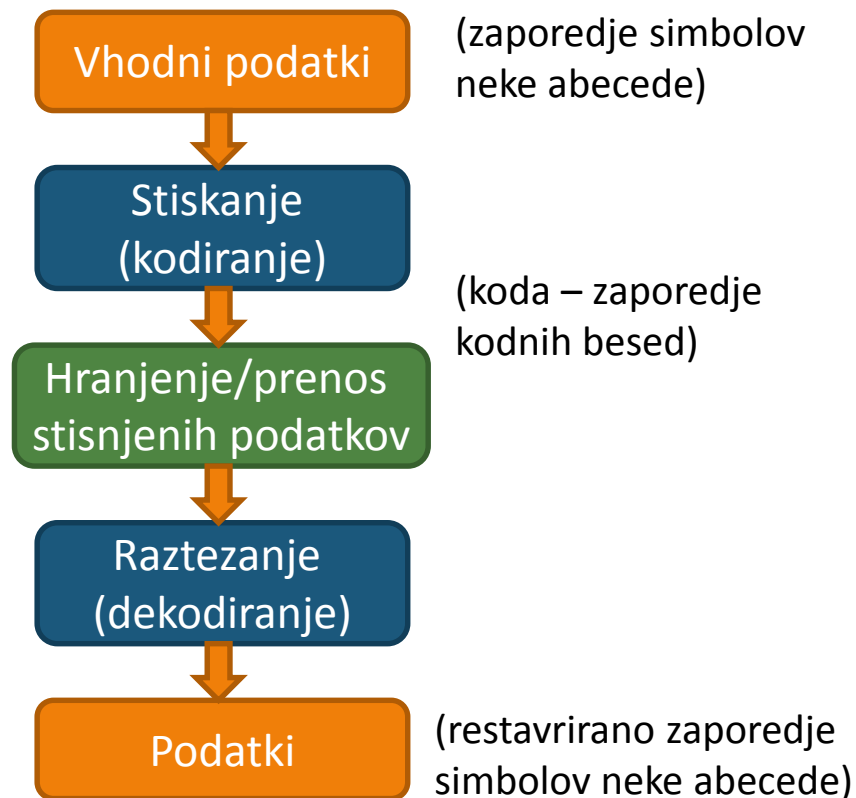 Vhodni podatki
(zaporedje simbolov
neke abecede)
Stiskanje
(kodiranje)
(koda – zaporedje
kodnih besed)
Hranjenje/prenos
stisnjenih podatkov
Raztezanje
(dekodiranje)
Podatki
(restavrirano zaporedje
simbolov neke abecede)